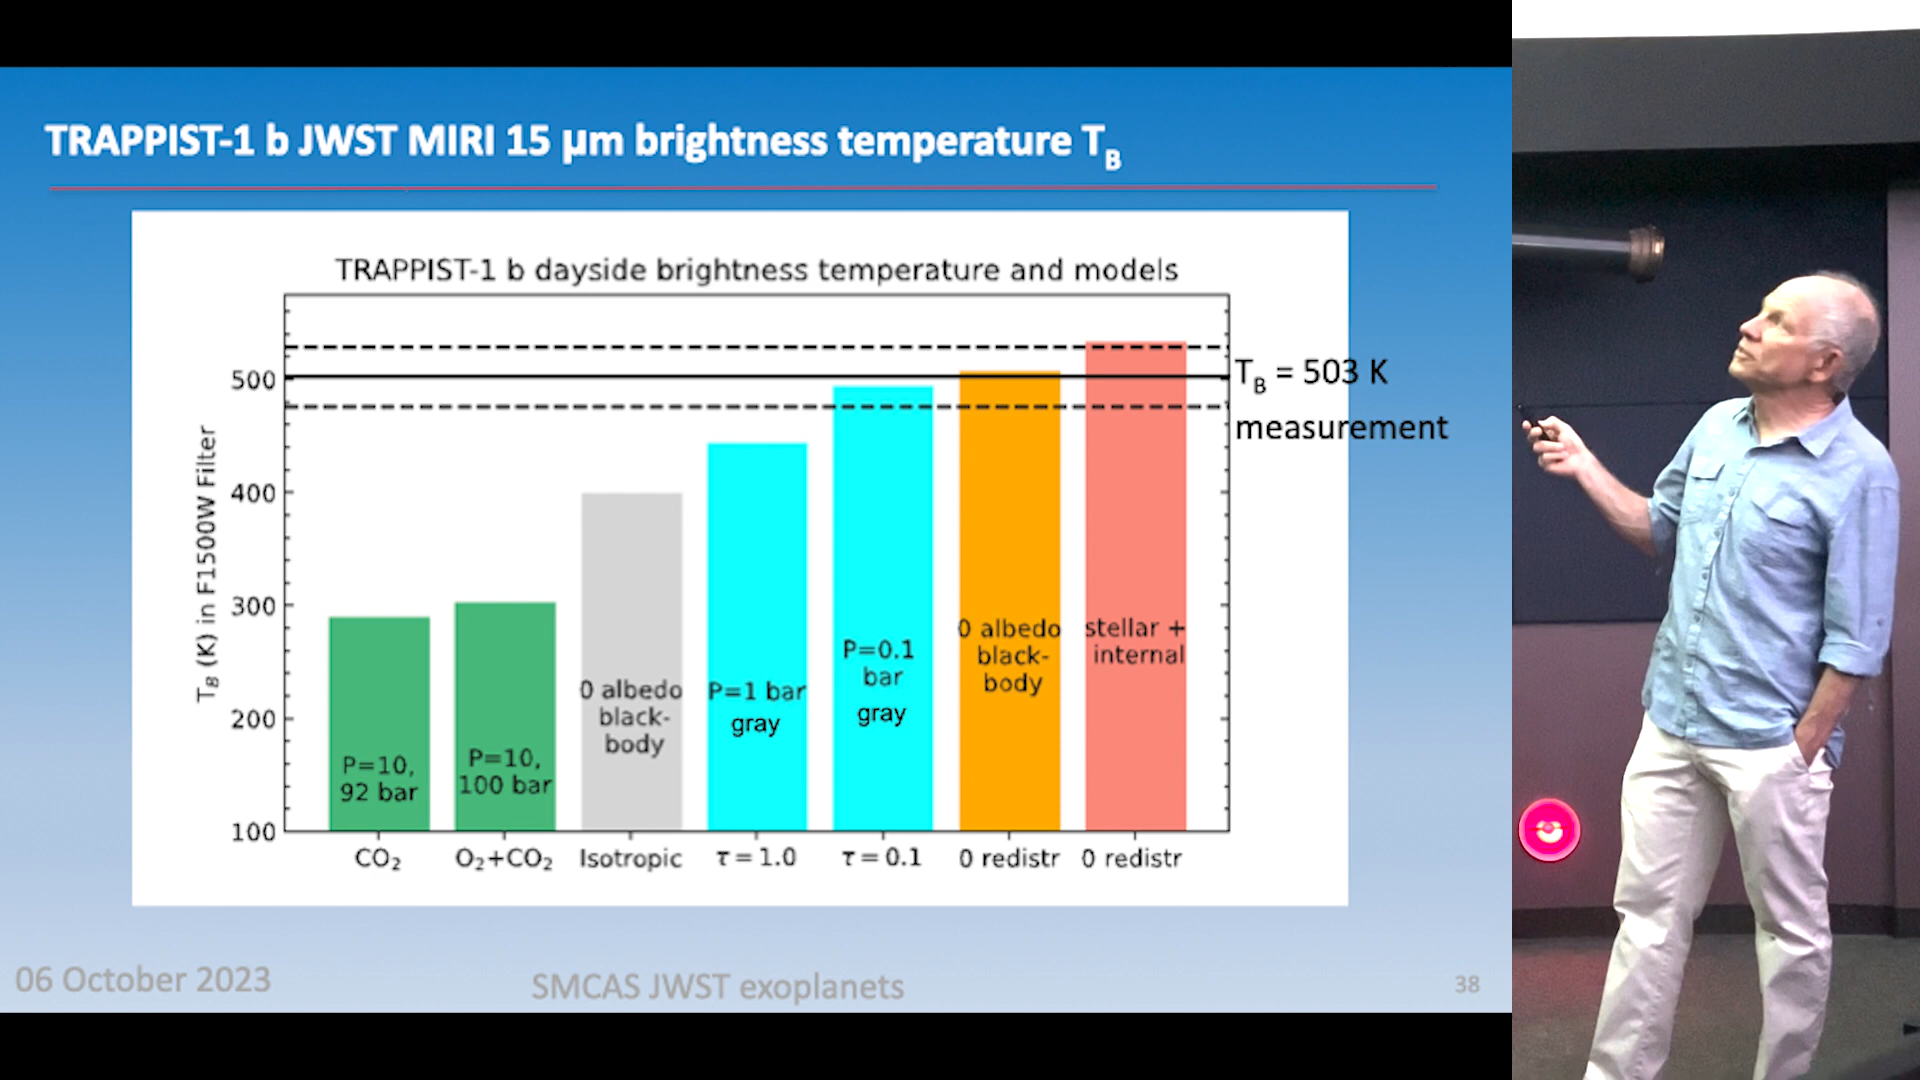 TRAPPIST-1 b JWST MIRI 15 μm brightness temperature T_B
TRAPPIST-1 b dayside brightness temperature and models
T_B (K) in F1500W Filter
500
400
300
200
100
T_B = 503 K
measurement
P=10,
92 bar
P=10,
100 bar
0 albedo
black-
body
P=1 bar
gray
P=0.1
bar
gray
0 albedo
black-
body
stellar +
internal
CO₂
O₂+CO₂
Isotropic
τ = 1.0
τ = 0.1
0 redistr
0 redistr
06 October 2023
SMCAS JWST exoplanets
38